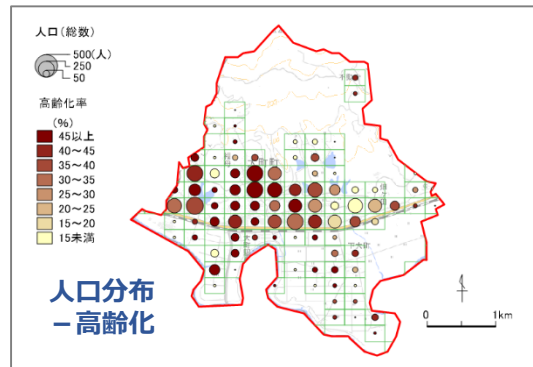 人口（総数）
500(人)
250
50
高齢化率
(%)
45以上
40～45
35～40
30～35
25～30
20～25
15～20
15未満
人口分布
－高齢化
0
1km